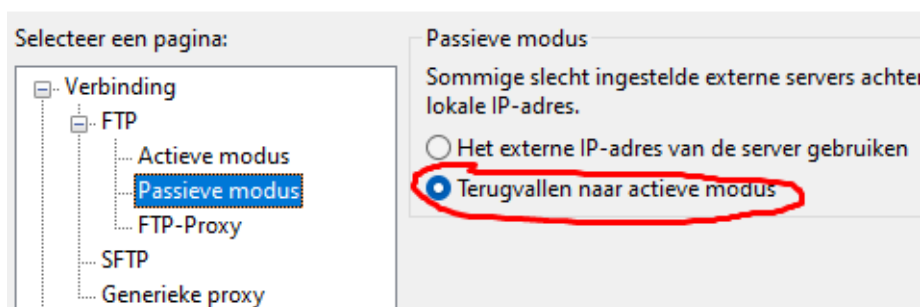 Selecteer een pagina:
Verbinding
FTP
Actieve modus
Passieve modus
FTP-Proxy
SFTP
Generieke proxy
Passieve modus
Sommige slecht ingestelde externe servers achter
lokale IP-adres.
Het externe IP-adres van de server gebruiken
Terugvallen naar actieve modus